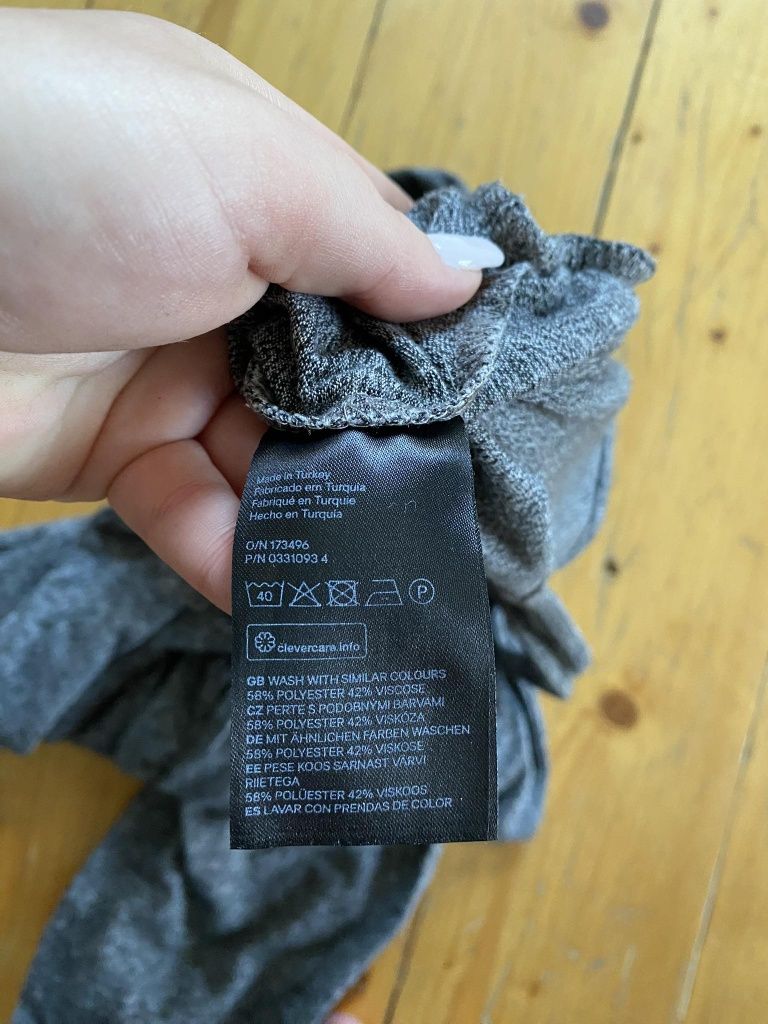 Made in Turkey
Fabricado em Turquia
Fabriqué en Turquie
Hecho en Turquía
O/N 173496
P/N 0331093 4
40 P
clevercare.info
GB WASH WITH SIMILAR COLOURS
58% POLYESTER 42% VISCOSE
CZ PERTE S PODOBNÝMI BARVAMI
58% POLYESTER 42% VISKÓZA
DE MIT ÄHNLICHEN FARBEN WASCHEN
58% POLYESTER 42% VISKOSE
EE PESE KOOS SARNAST VÄRVI
RIIETEGA
58% POLÜESTER 42% VISKOOS
ES LAVAR CON PRENDAS DE COLOR